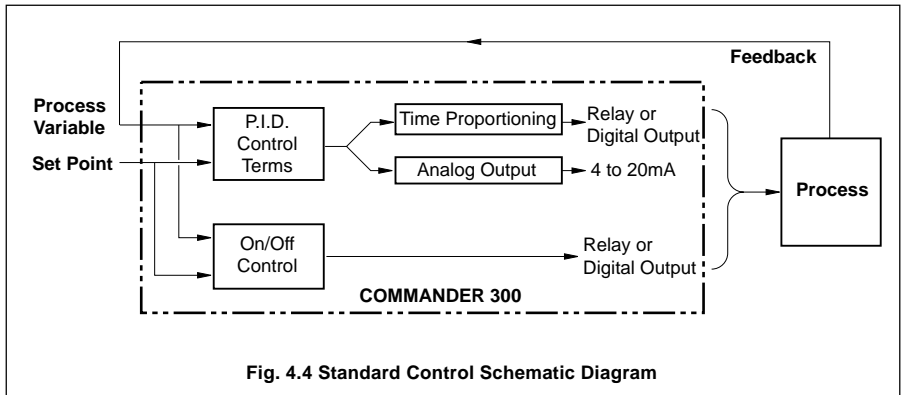 Feedback
Process
Variable
Set Point
P.I.D.
Control
Terms
Time Proportioning
Relay or
Digital Output
Analog Output
4 to 20mA
Process
On/Off
Control
Relay or
Digital Output
COMMANDER 300
Fig. 4.4 Standard Control Schematic Diagram